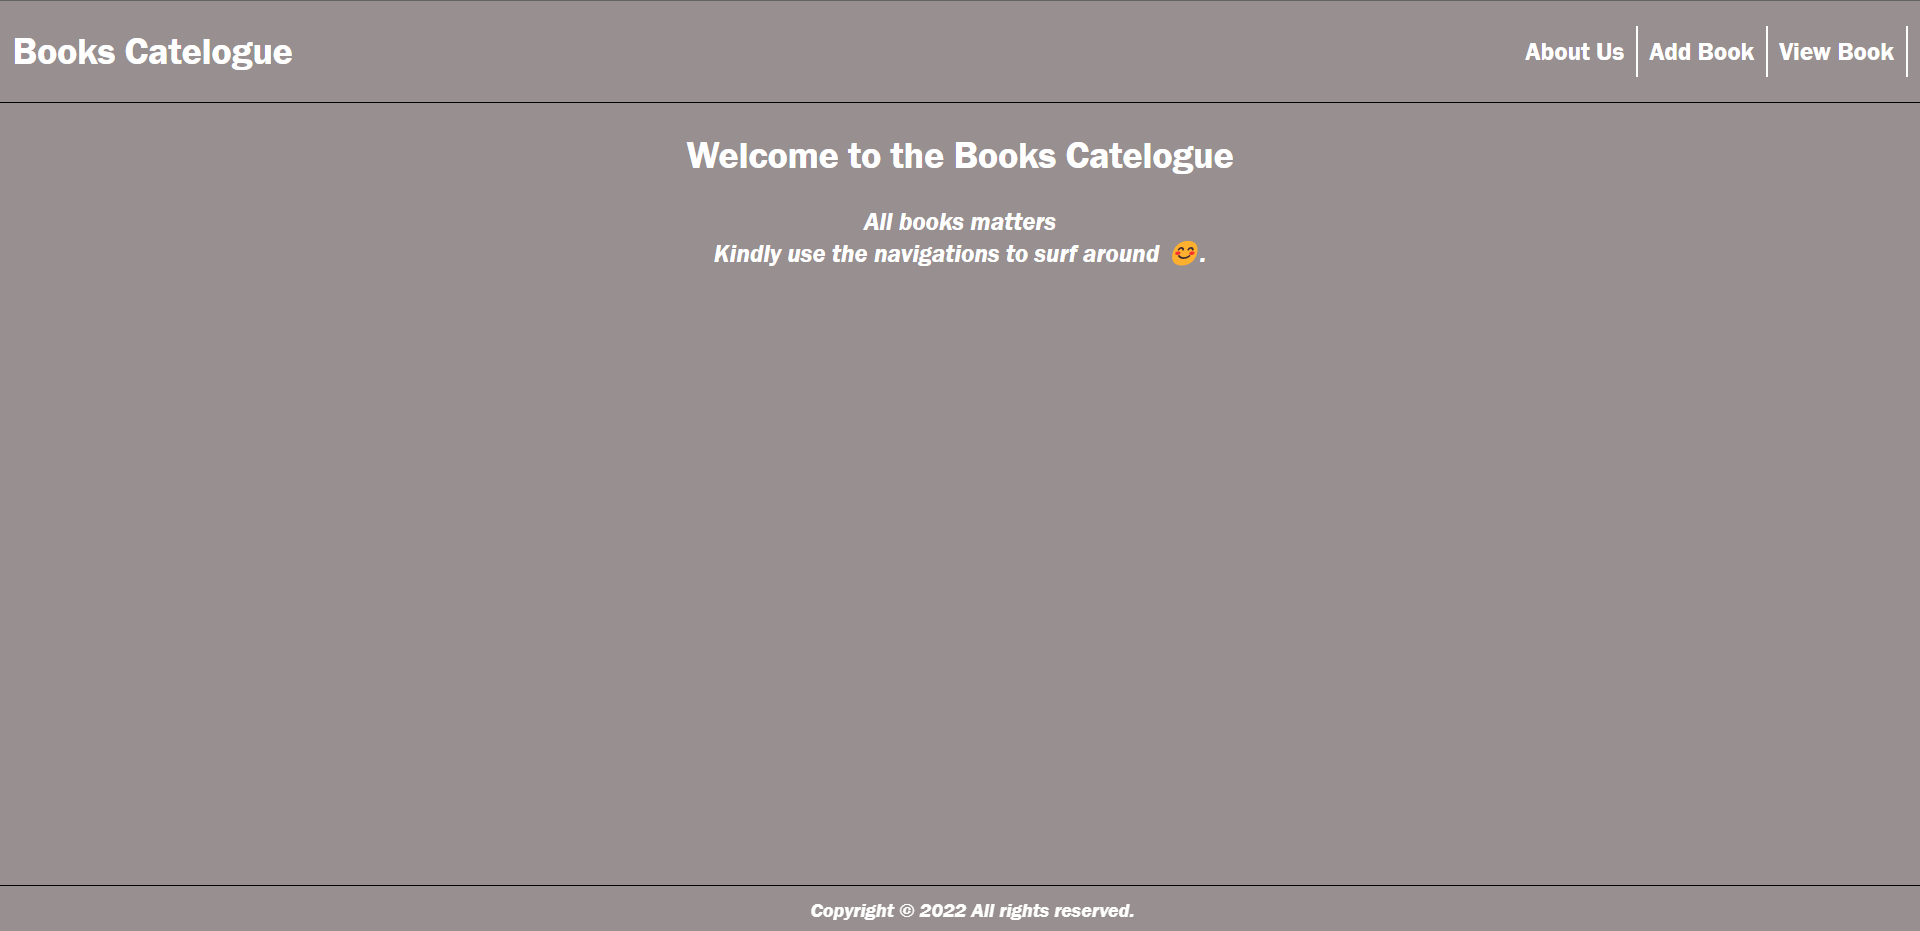 Books Catelogue
About Us
Add Book
View Book
Welcome to the Books Catelogue
All books matters
Kindly use the navigations to surf around 😊.
Copyright © 2022 All rights reserved.